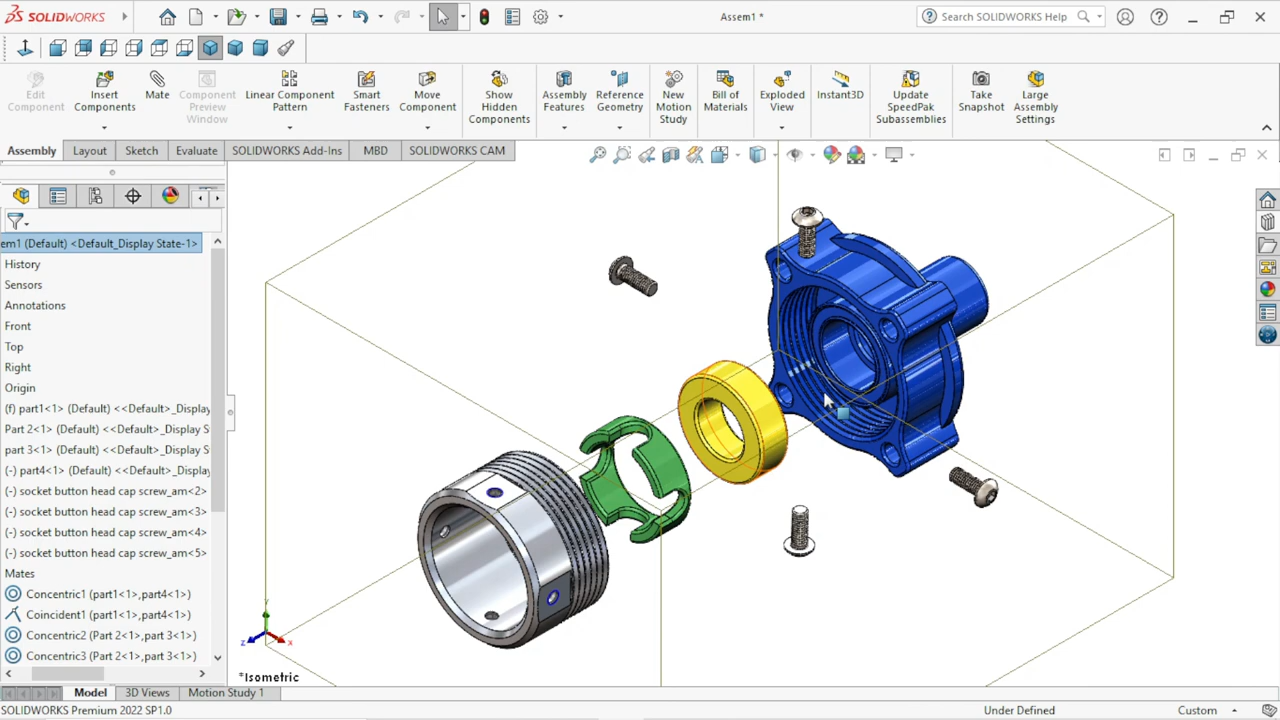 SOLIDWORKS
Assem1 *
Search SOLIDWORKS Help
Edit
Component
Insert
Components
Mate
Component
Preview
Window
Linear Component
Pattern
Smart
Fasteners
Move
Component
Show
Hidden
Components
Assembly
Features
Reference
Geometry
New
Motion
Study
Bill of
Materials
Exploded
View
Instant3D
Update
SpeedPak
Subassemblies
Take
Snapshot
Large
Assembly
Settings
Assembly
Layout
Sketch
Evaluate
SOLIDWORKS Add-Ins
MBD
SOLIDWORKS CAM
em1 (Default) <Default_Display State-1>
History
Sensors
Annotations
Front
Top
Right
Origin
(f) part1<1> (Default) <<Default>_Display
Part 2<1> (Default) <<Default>_Display S
part 3<1> (Default) <<Default>_Display S
(-) part4<1> (Default) <<Default>_Display
(-) socket button head cap screw_am<2>
(-) socket button head cap screw_am<3>
(-) socket button head cap screw_am<4>
(-) socket button head cap screw_am<5>
Mates
Concentric1 (part1<1>,part4<1>)
Coincident1 (part1<1>,part4<1>)
Concentric2 (Part 2<1>,part 3<1>)
Concentric3 (Part 2<1>,part 3<1>)
Y
Z
X
*Isometric
Model
3D Views
Motion Study 1
SOLIDWORKS Premium 2022 SP1.0
Under Defined
Custom